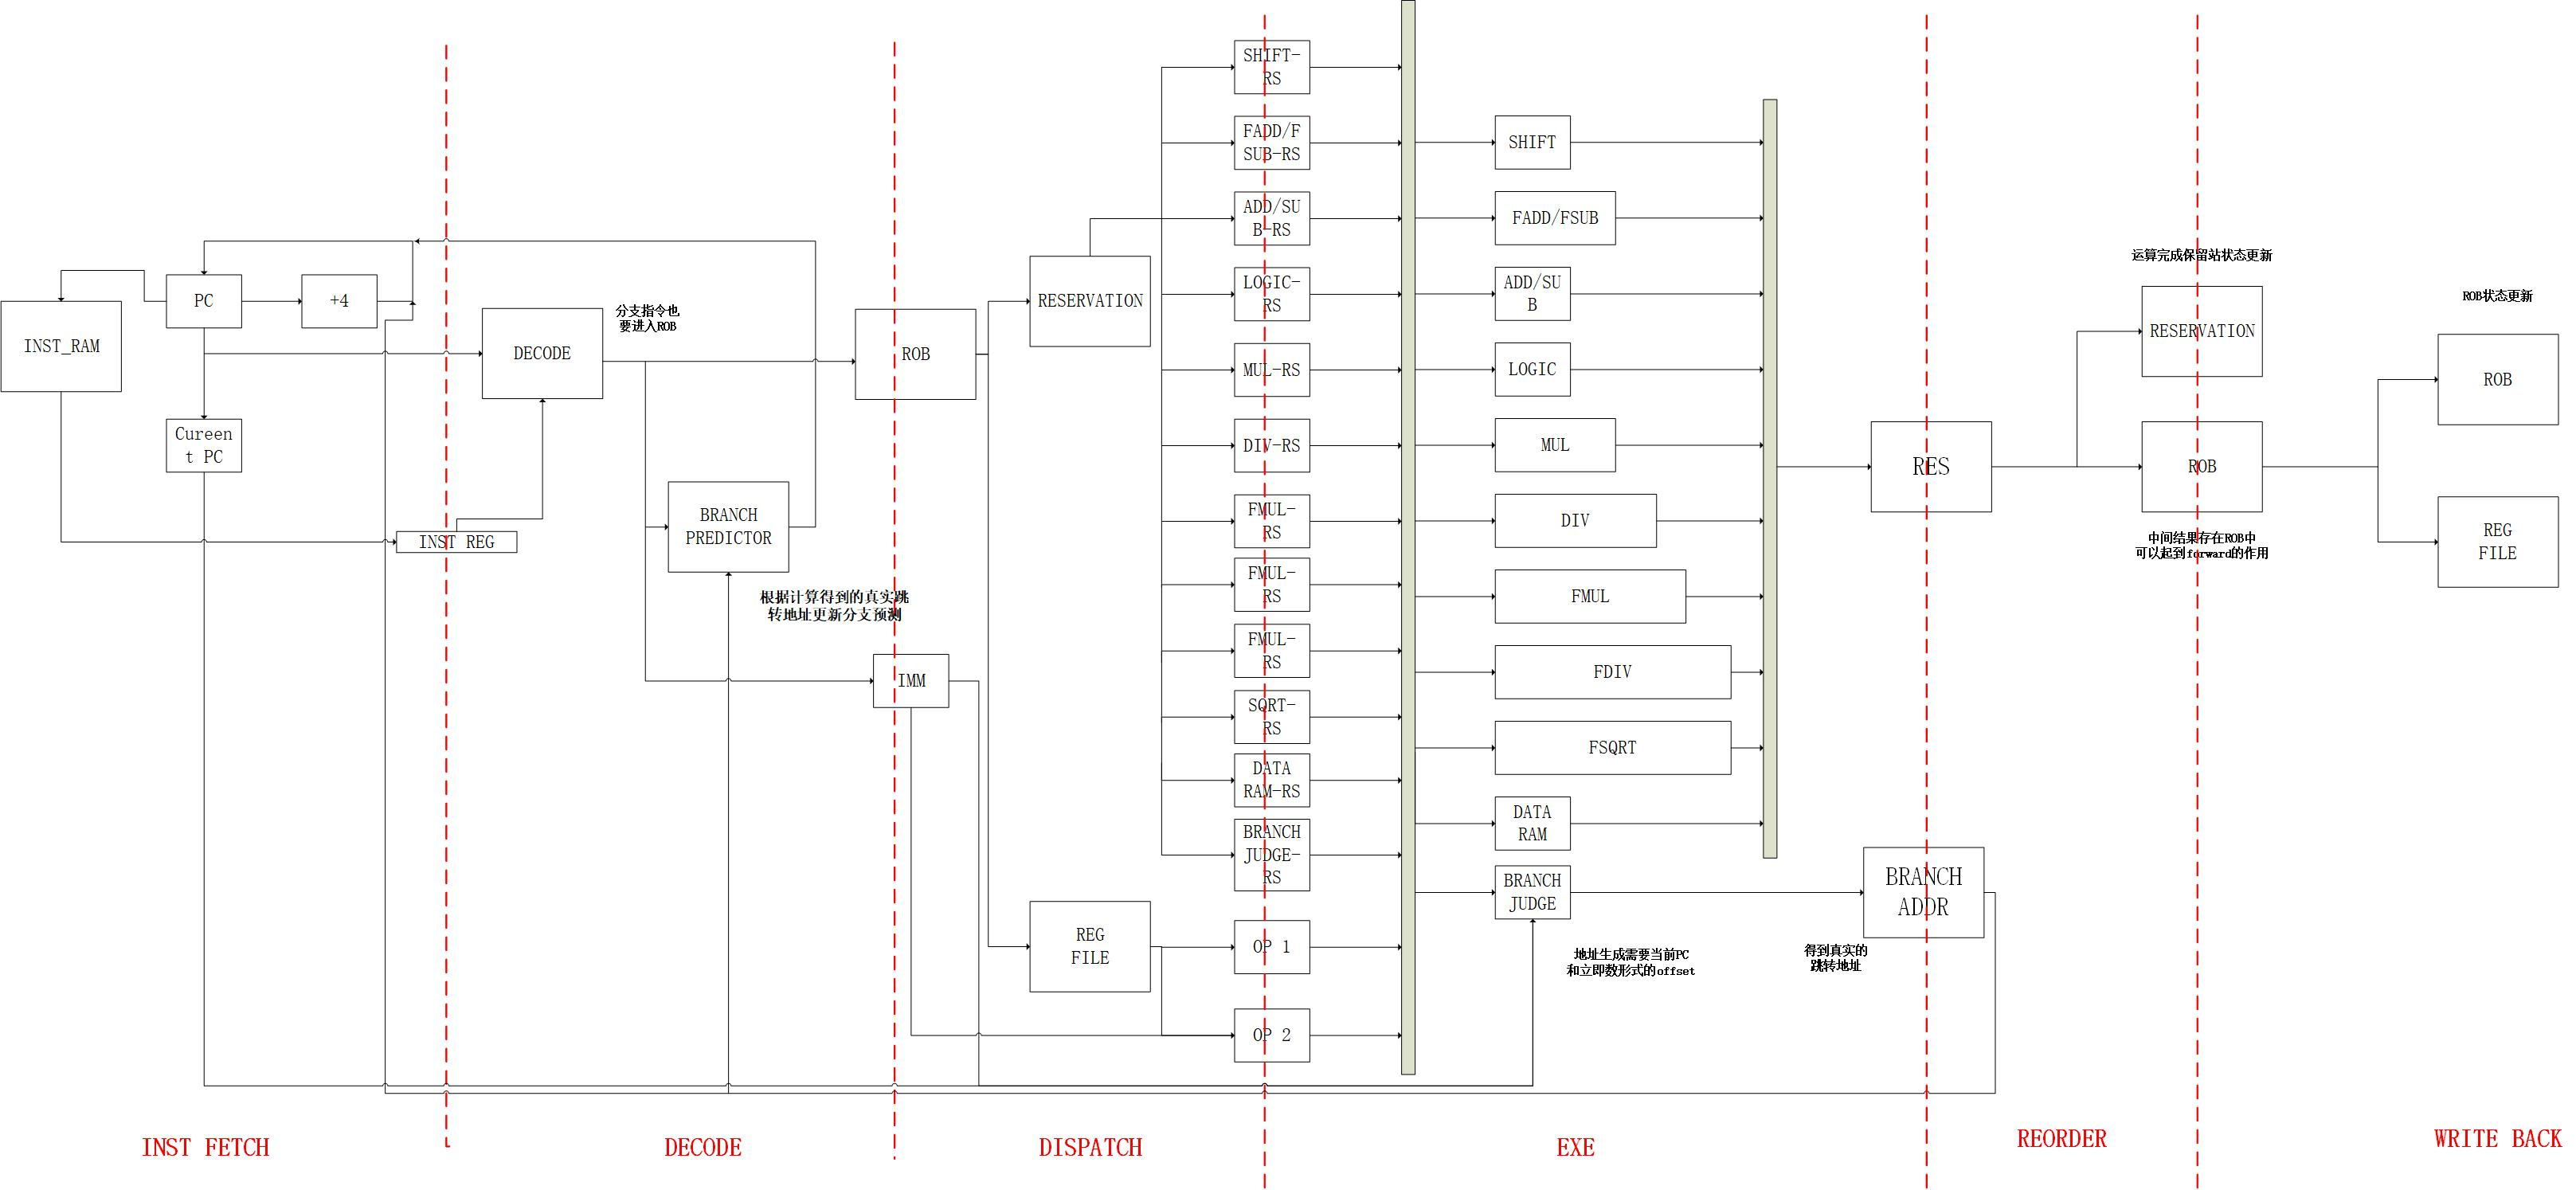 SHIFT-
RS
FADD/F
SUB-RS
ADD/SU
B-RS
LOGIC-
RS
MUL-RS
DIV-RS
FMUL-
RS
FMUL-
RS
FMUL-
RS
SQRT-
RS
DATA
RAM-RS
BRANCH
JUDGE-
RS
OP 1
OP 2
INST_RAM
PC
+4
Cureen
t PC
INST REG
DECODE
分支指令也
要进入ROB
BRANCH
PREDICTOR
根据计算得到的真实跳
转地址更新分支预测
ROB
IMM
RESERVATION
REG
FILE
SHIFT
FADD/FSUB
ADD/SU
B
LOGIC
MUL
DIV
FMUL
FDIV
FSQRT
DATA
RAM
BRANCH
JUDGE
地址生成需要当前PC
和立即数形式的offset
RES
BRANCH
ADDR
得到真实的
跳转地址
运算完成保留站状态更新
RESERVATION
ROB
中间结果存在ROB中
可以起到forward的作用
ROB状态更新
ROB
REG
FILE
INST FETCH
DECODE
DISPATCH
EXE
REORDER
WRITE BACK